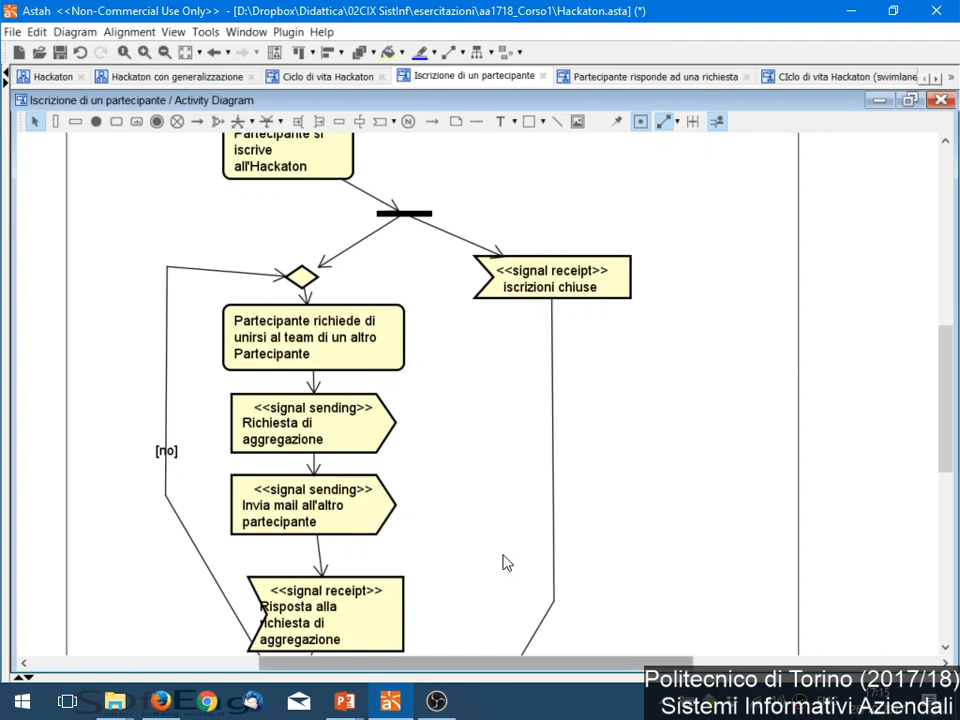 Astah <<Non-Commercial Use Only>> - [D:\Dropbox\Didattica\02CIX SistInf\esercitazioni\aa1718_Corso1\Hackaton.asta] (*)
File Edit Diagram Alignment View Tools Window Plugin Help
Hackaton
Hackaton con generalizzazione
Ciclo di vita Hackaton
Iscrizione di un partecipante
Partecipante risponde ad una richiesta
CIclo di vita Hackaton (swimlane
Iscrizione di un partecipante / Activity Diagram
Partecipante si
iscrive
all'Hackaton
<<signal receipt>>
iscrizioni chiuse
Partecipante richiede di
unirsi al team di un altro
Partecipante
<<signal sending>>
Richiesta di
aggregazione
[no]
<<signal sending>>
Invia mail all'altro
partecipante
<<signal receipt>>
Risposta alla
richiesta di
aggregazione
Politecnico di Torino (2017/18)
Sistemi Informativi Aziendali